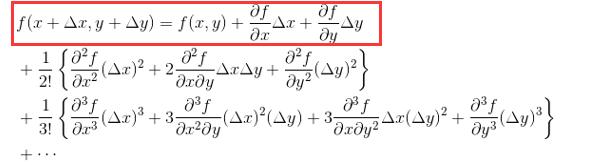 f(x + Δx, y + Δy) = f(x, y) + ∂f/∂x Δx + ∂f/∂y Δy
+ 1/2! { ∂²f/∂x² (Δx)² + 2 ∂²f/∂x∂y ΔxΔy + ∂²f/∂y² (Δy)² }
+ 1/3! { ∂³f/∂x³ (Δx)³ + 3 ∂³f/∂x²∂y (Δx)²(Δy) + 3 ∂³f/∂x∂y² Δx(Δy)² + ∂³f/∂y³ (Δy)³ }
+ ⋯